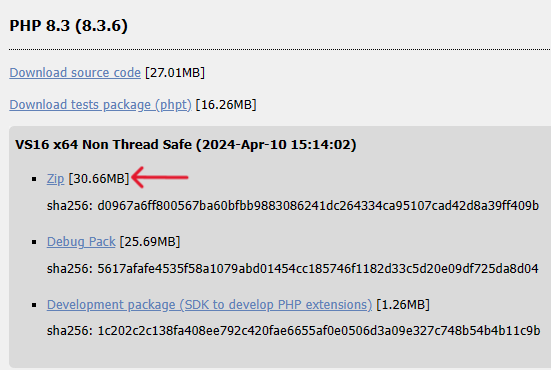 PHP 8.3 (8.3.6)
Download source code [27.01MB]
Download tests package (phpt) [16.26MB]
VS16 x64 Non Thread Safe (2024-Apr-10 15:14:02)
Zip [30.66MB]
sha256: d0967a6ff800567ba60bfbb9883086241dc264334ca95107cad42d8a39ff409b
Debug Pack [25.69MB]
sha256: 5617afafe4535f58a1079abd01454cc185746f1182d33c5d20e09df725da8d04
Development package (SDK to develop PHP extensions) [1.26MB]
sha256: 1c202c2c138fa408ee792c420fae6655af0e0506d3a09e327c748b54b4b11c9b